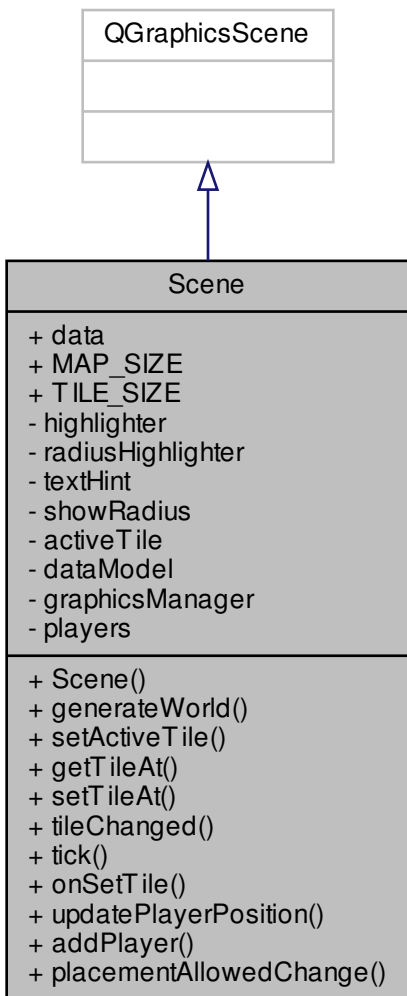 QGraphicsScene
Scene
+ data
+ MAP_SIZE
+ TILE_SIZE
- highlighter
- radiusHighlighter
- textHint
- showRadius
- activeTile
- dataModel
- graphicsManager
- players
+ Scene()
+ generateWorld()
+ setActiveTile()
+ getTileAt()
+ setTileAt()
+ tileChanged()
+ tick()
+ onSetTile()
+ updatePlayerPosition()
+ addPlayer()
+ placementAllowedChange()